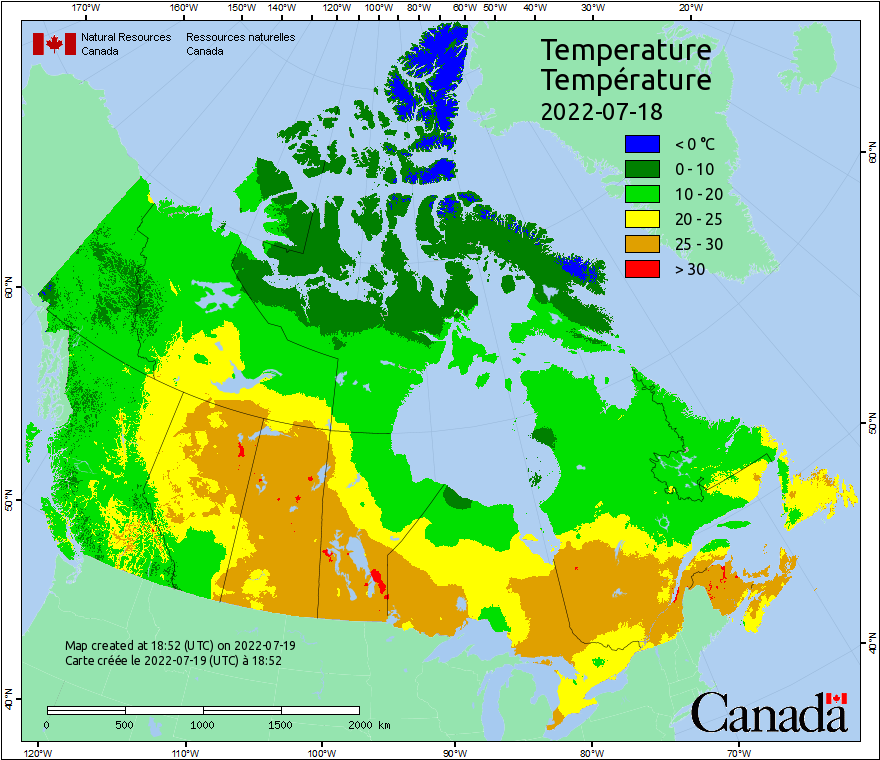 170°W 160°W 150°W 140°W 130°W 120°W 110°W 100°W 90°W 80°W 70°W 60°W 50°W 40°W 30°W 20°W
Natural Resources Ressources naturelles
Canada Canada
Temperature
Température
2022-07-18
< 0 °C
0 - 10
10 - 20
20 - 25
25 - 30
> 30
60°N
60°N
50°N
50°N
40°N
40°N
Map created at 18:52 (UTC) on 2022-07-19
Carte créée le 2022-07-19 (UTC) à 18:52
0 500 1000 1500 2000 km
Canada
120°W 110°W 100°W 90°W 80°W 70°W